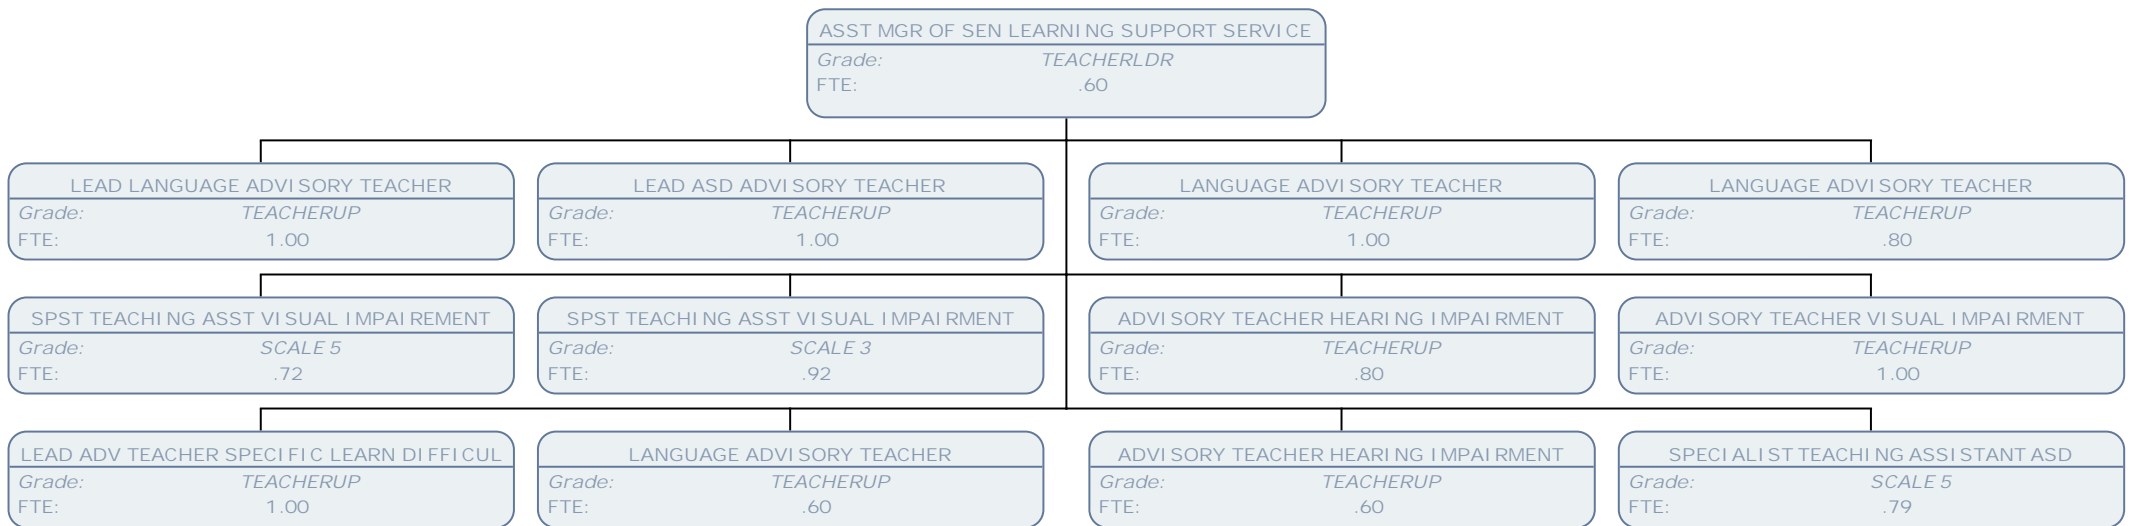 ASST MGR OF SEN LEARNING SUPPORT SERVICE
Grade: TEACHERLDR
FTE: .60
LEAD LANGUAGE ADVISORY TEACHER
Grade: TEACHERUP
FTE: 1.00
LEAD ASD ADVISORY TEACHER
Grade: TEACHERUP
FTE: 1.00
LANGUAGE ADVISORY TEACHER
Grade: TEACHERUP
FTE: 1.00
LANGUAGE ADVISORY TEACHER
Grade: TEACHERUP
FTE: .80
SPST TEACHING ASST VISUAL IMPAIREMENT
Grade: SCALE 5
FTE: .72
SPST TEACHING ASST VISUAL IMPAIRMENT
Grade: SCALE 3
FTE: .92
ADVISORY TEACHER HEARING IMPAIRMENT
Grade: TEACHERUP
FTE: .80
ADVISORY TEACHER VISUAL IMPAIRMENT
Grade: TEACHERUP
FTE: 1.00
LEAD ADV TEACHER SPECIFIC LEARN DIFFICUL
Grade: TEACHERUP
FTE: 1.00
LANGUAGE ADVISORY TEACHER
Grade: TEACHERUP
FTE: .60
ADVISORY TEACHER HEARING IMPAIRMENT
Grade: TEACHERUP
FTE: .60
SPECIALIST TEACHING ASSISTANT ASD
Grade: SCALE 5
FTE: .79